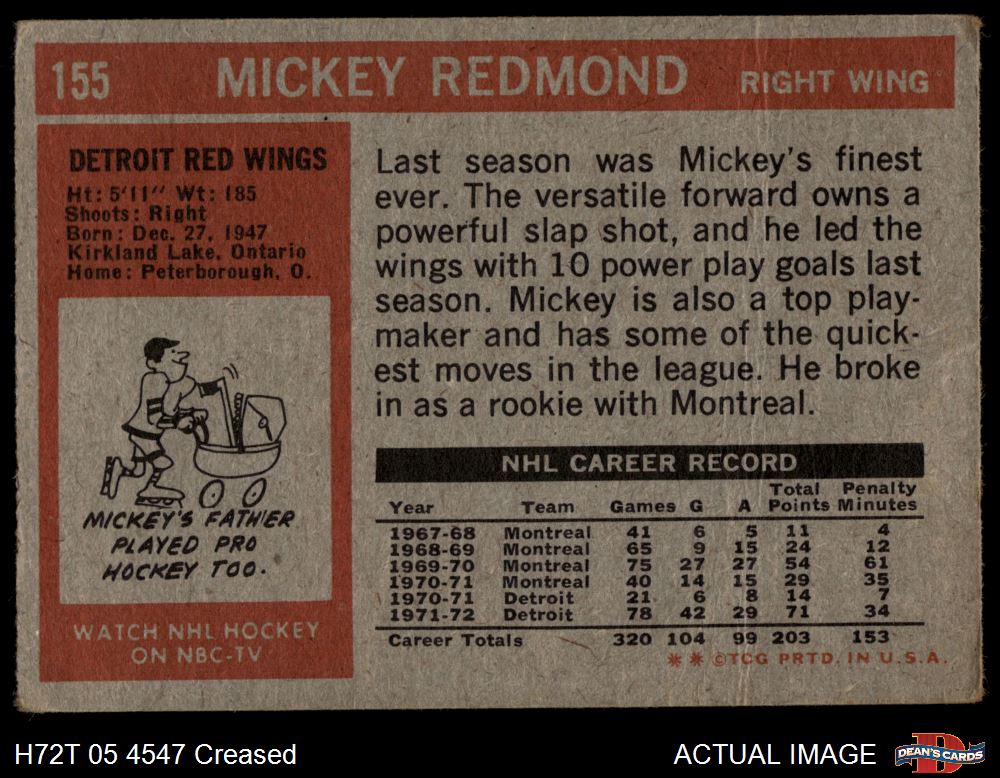 155 MICKEY REDMOND RIGHT WING
DETROIT RED WINGS
Ht: 5'11" Wt: 185
Shoots: Right
Born: Dec. 27, 1947
Kirkland Lake, Ontario
Home: Peterborough, O.
MICKEY'S FATHER
PLAYED PRO
HOCKEY TOO.
WATCH NHL HOCKEY
ON NBC-TV
Last season was Mickey's finest
ever. The versatile forward owns a
powerful slap shot, and he led the
wings with 10 power play goals last
season. Mickey is also a top play-
maker and has some of the quick-
est moves in the league. He broke
in as a rookie with Montreal.
NHL CAREER RECORD
Year Team Games G A Total Points Penalty Minutes
1967-68 Montreal 41 6 5 11 4
1968-69 Montreal 65 9 15 24 12
1969-70 Montreal 75 27 27 54 61
1970-71 Montreal 40 14 15 29 35
1970-71 Detroit 21 6 8 14 7
1971-72 Detroit 78 42 29 71 34
Career Totals 320 104 99 203 153
** ©TCG PRTD. IN U.S.A.
H72T 05 4547 Creased
ACTUAL IMAGE
D
DEAN'S CARDS